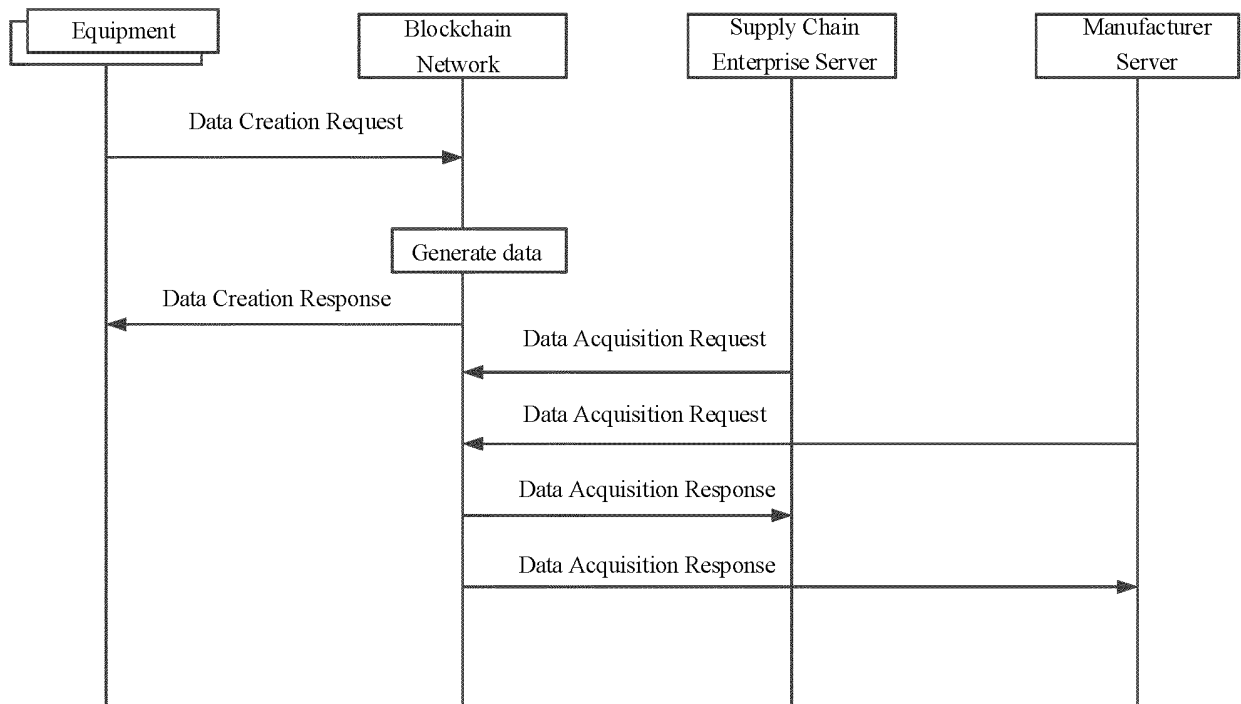 Equipment
Blockchain
Network
Supply Chain
Enterprise Server
Manufacturer
Server
Data Creation Request
Generate data
Data Creation Response
Data Acquisition Request
Data Acquisition Request
Data Acquisition Response
Data Acquisition Response